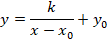 y = k / (x − x₀) + y₀